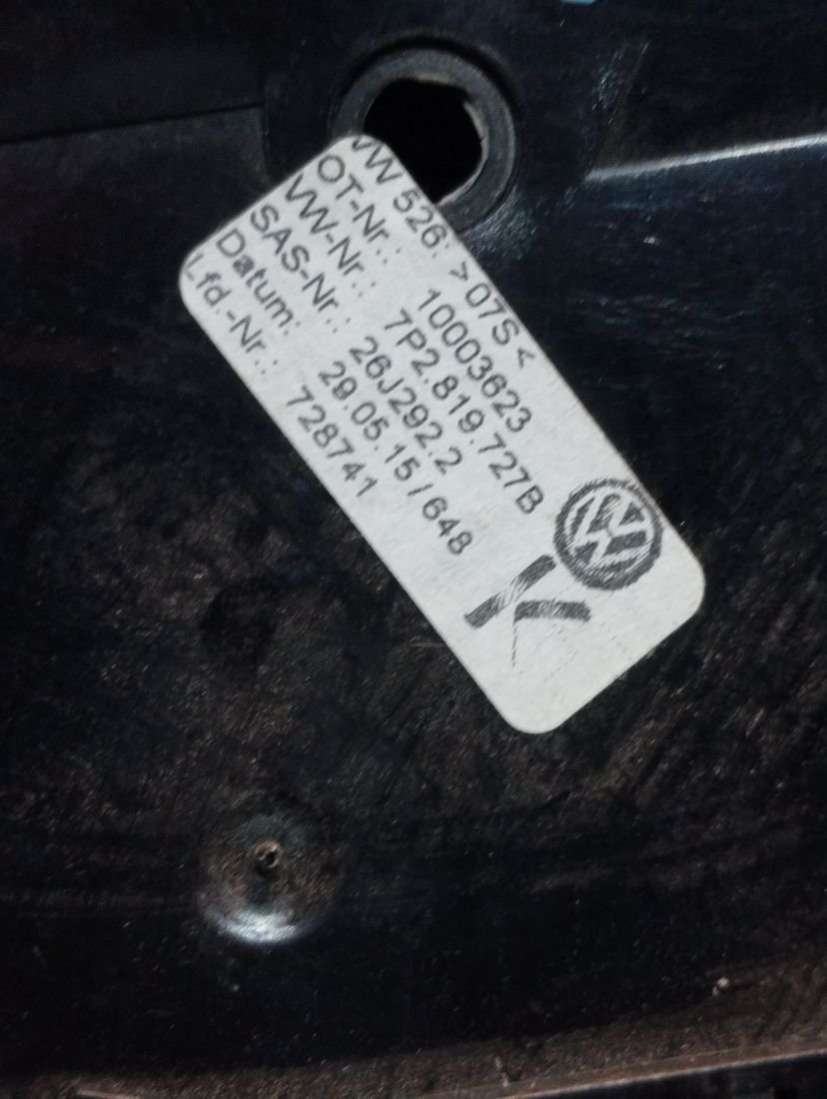 VW 526: >07S<
OT-Nr.: 10003623
VW-Nr.: 7P2.819.727B
SAS-Nr.: 26J292.2
Datum: 29.05.15/648
Lfd.-Nr.: 728741
K